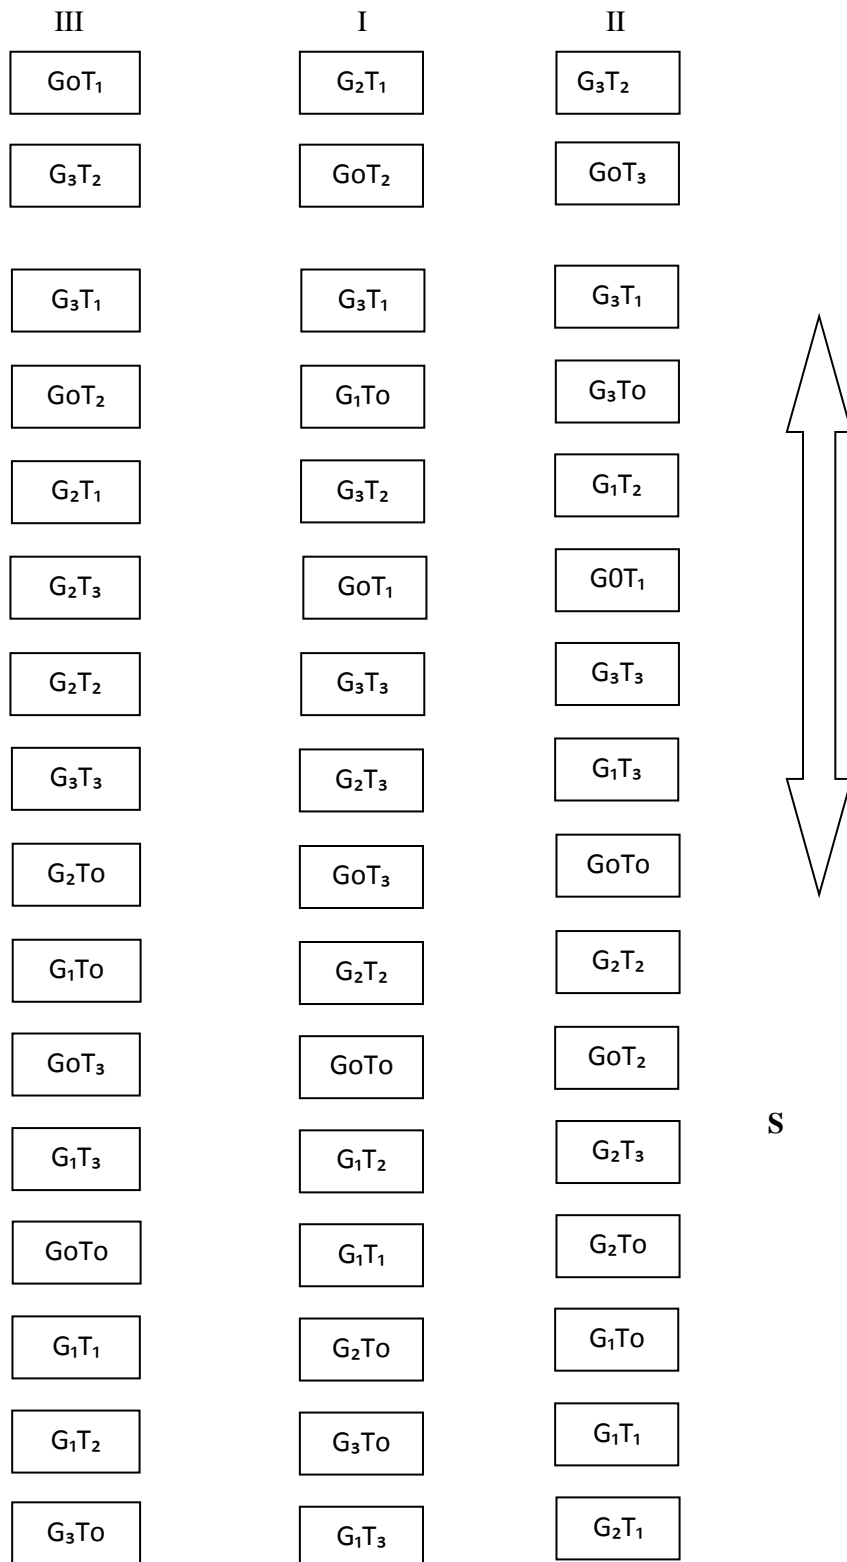 III I II
GoT₁ G₂T₁ G₃T₂
G₃T₂ GoT₂ GoT₃
G₃T₁ G₃T₁ G₃T₁
GoT₂ G₁To G₃To
G₂T₁ G₃T₂ G₁T₂
G₂T₃ GoT₁ G0T₁
G₂T₂ G₃T₃ G₃T₃
G₃T₃ G₂T₃ G₁T₃
G₂To GoT₃ GoTo
G₁To G₂T₂ G₂T₂
GoT₃ GoTo GoT₂
S
G₁T₃ G₁T₂ G₂T₃
GoTo G₁T₁ G₂To
G₁T₁ G₂To G₁To
G₁T₂ G₃To G₁T₁
G₃To G₁T₃ G₂T₁